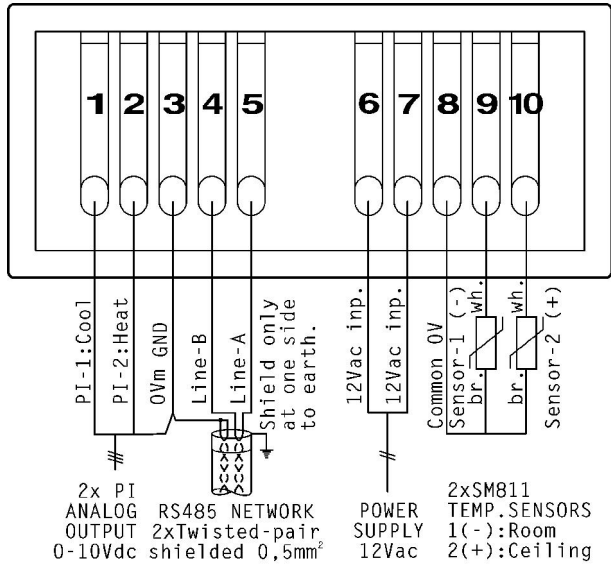 1 2 3 4 5 6 7 8 9 10
PI-1:Cool
PI-2:Heat
OVm GND
Line-B
Line-A
Shield only
at one side
to earth.
12Vac inp.
12Vac inp.
Common OV
Sensor-1 (-)
br. wh.
br. wh.
Sensor-2 (+)
2x PI
ANALOG
OUTPUT
0-10Vdc
RS485 NETWORK
2xTwisted-pair
shielded 0,5mm²
POWER
SUPPLY
12Vac
2xSM811
TEMP.SENSORS
1(-):Room
2(+):Ceiling